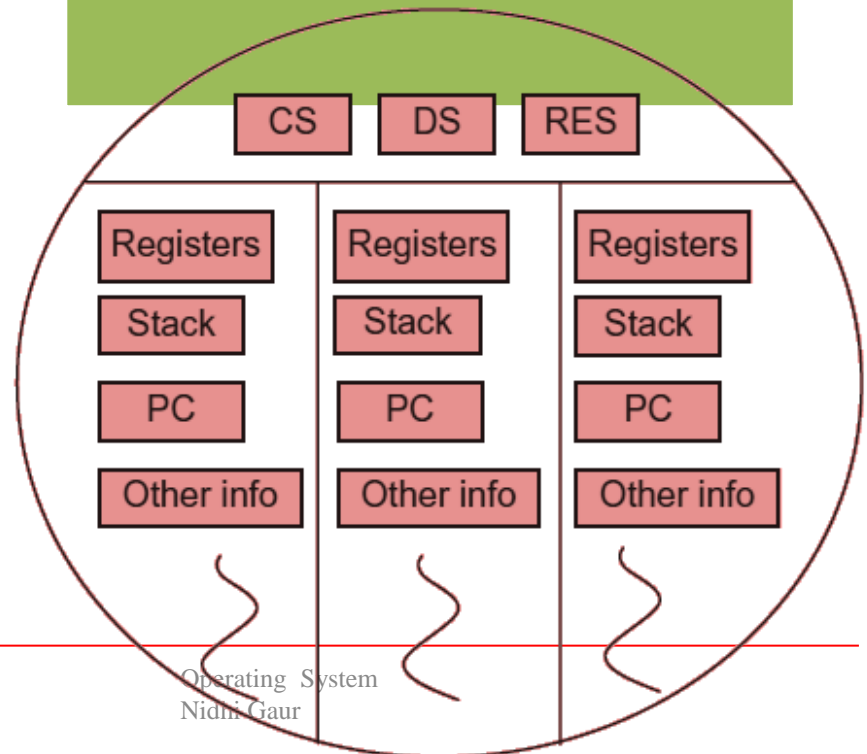 CS DS RES
Registers Registers Registers
Stack Stack Stack
PC PC PC
Other info Other info Other info
Operating System
Nidhi Gaur